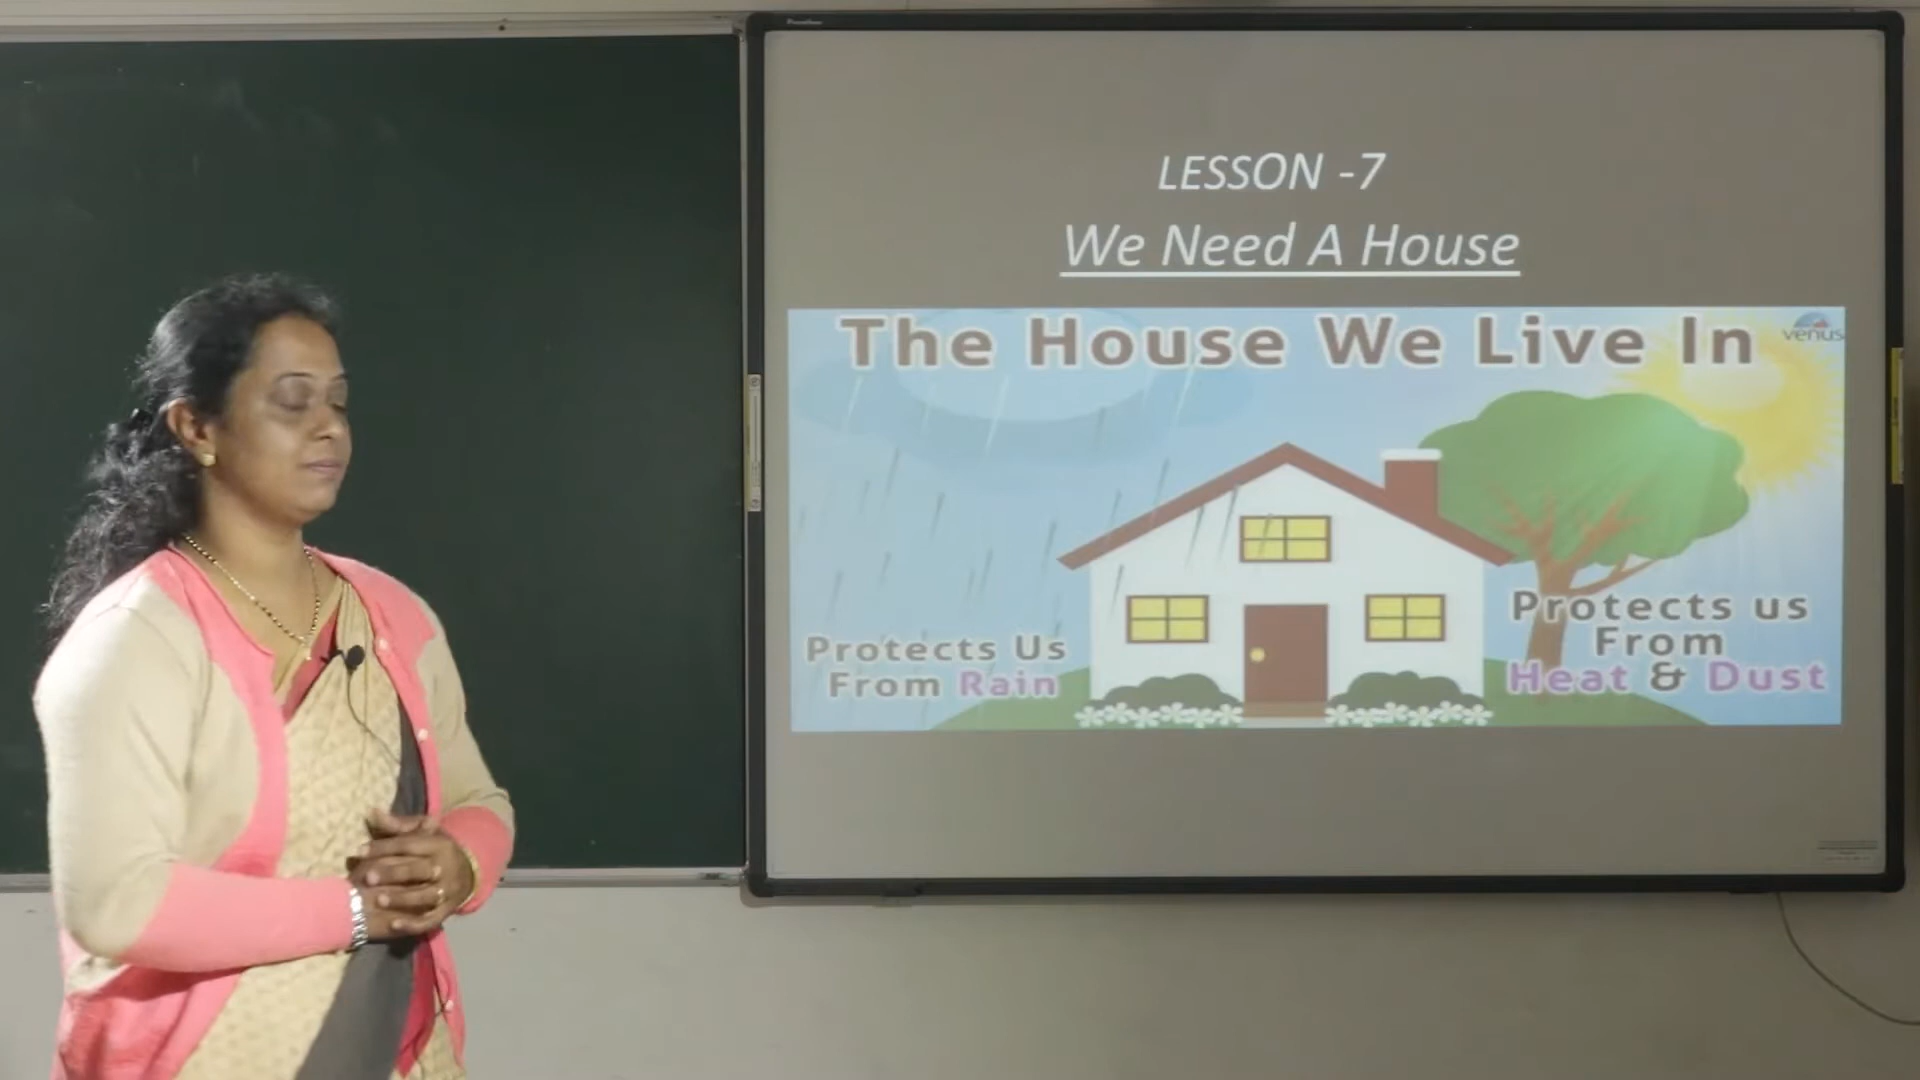 LESSON -7
We Need A House
The House We Live In
venus
Protects Us
From Rain
Protects us
From
Heat & Dust